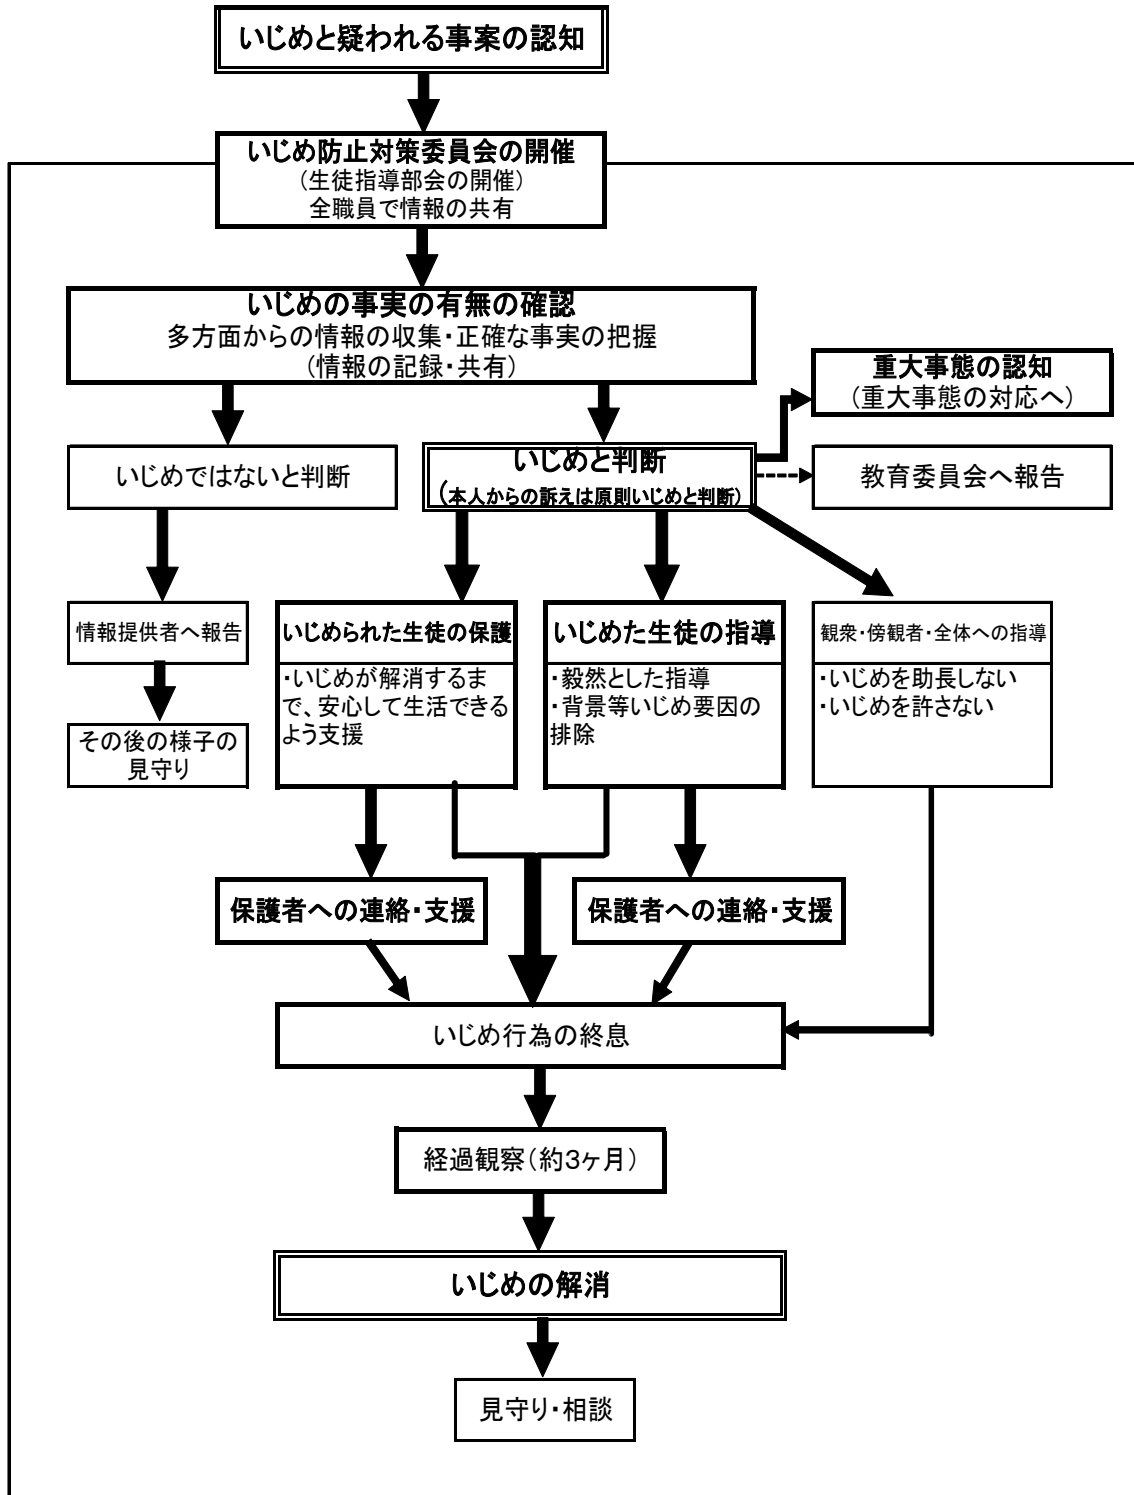 いじめと疑われる事案の認知
いじめ防止対策委員会の開催
（生徒指導部会の開催）
全職員で情報の共有
いじめの事実の有無の確認
多方面からの情報の収集・正確な事実の把握
（情報の記録・共有）
重大事態の認知
（重大事態の対応へ）
いじめではないと判断
いじめと判断
（本人からの訴えは原則いじめと判断）
教育委員会へ報告
情報提供者へ報告
いじめられた生徒の保護
いじめた生徒の指導
観衆・傍観者・全体への指導
・いじめが解消するま
で、安心して生活できる
よう支援
・毅然とした指導
・背景等いじめ要因の
排除
・いじめを助長しない
・いじめを許さない
その後の様子の
見守り
保護者への連絡・支援
保護者への連絡・支援
いじめ行為の終息
経過観察（約3ヶ月）
いじめの解消
見守り・相談